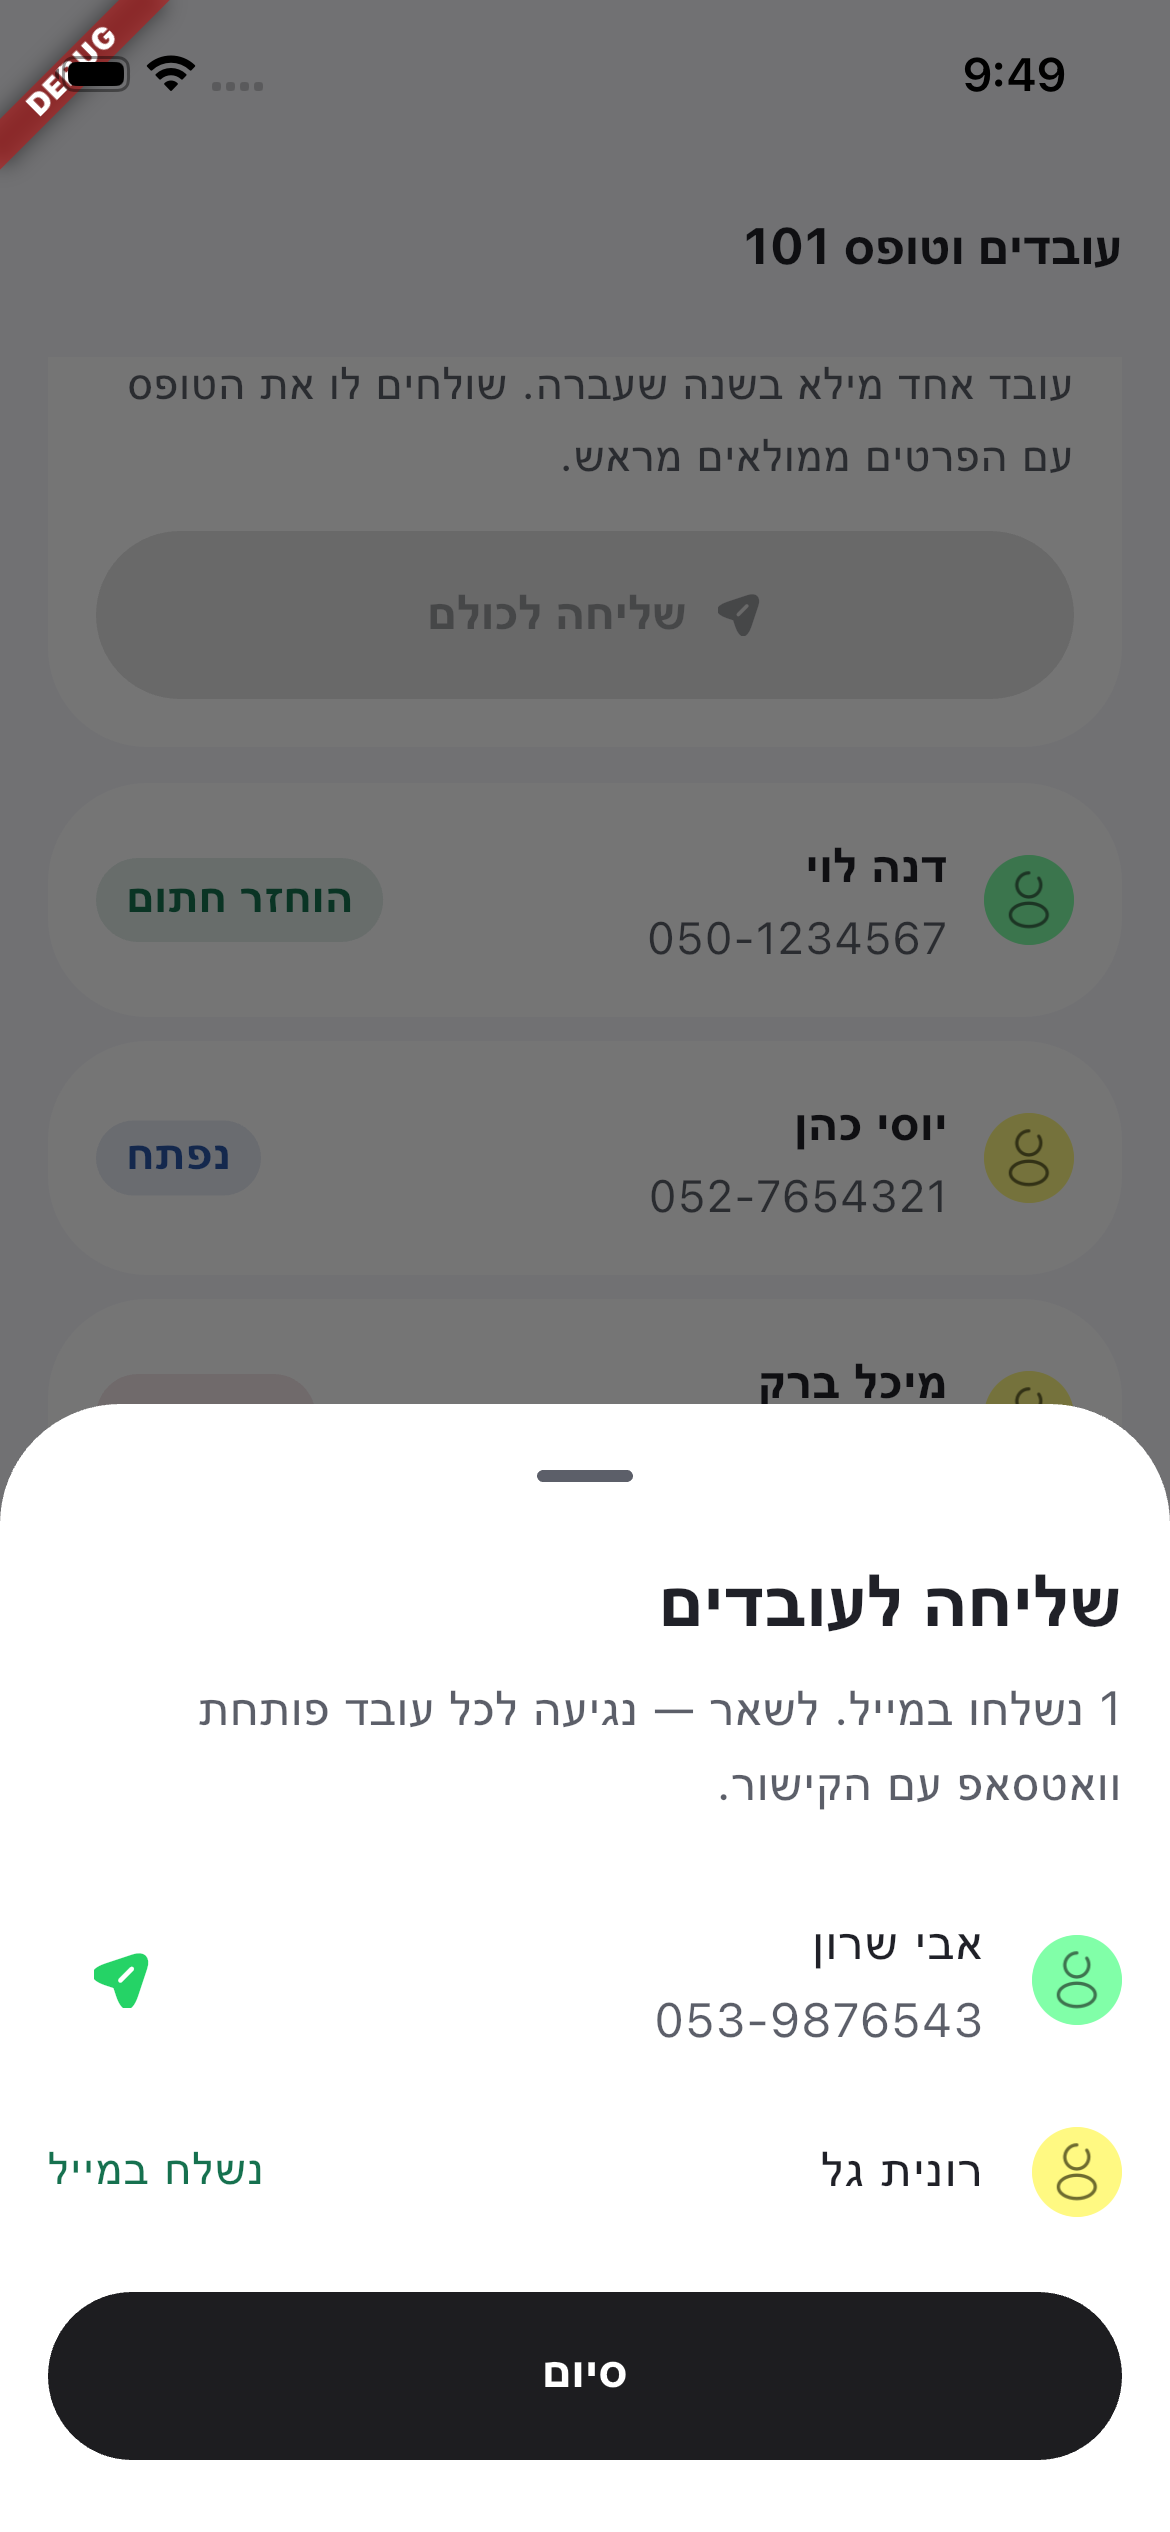 DEBUG
9:49
עובדים וטופס 101
עובד אחד מילא בשנה שעברה. שולחים לו את הטופס
עם הפרטים ממולאים מראש.
שליחה לכולם
דנה לוי
הוחזר חתום
050-1234567
יוסי כהן
נפתח
052-7654321
מיכל ברק
שליחה לעובדים
1 נשלחו במייל. לשאר — נגיעה לכל עובד פותחת
וואטסאפ עם הקישור.
אבי שרון
053-9876543
רונית גל
נשלח במייל
סיום